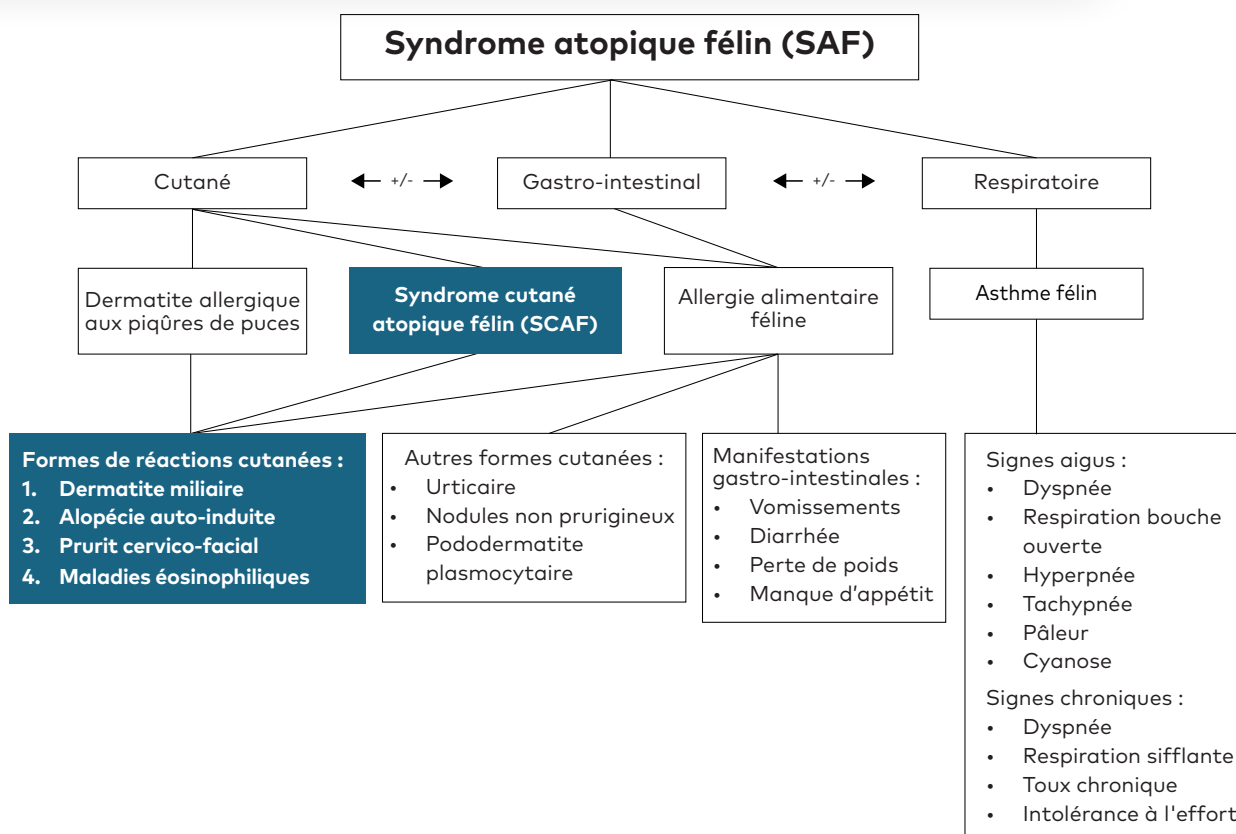 Syndrome atopique félin (SAF)
Cutané
+/-
Gastro-intestinal
+/-
Respiratoire
Dermatite allergique
aux piqûres de puces
Syndrome cutané
atopique félin (SCAF)
Allergie alimentaire
féline
Asthme félin
Formes de réactions cutanées :
1. Dermatite miliaire
2. Alopécie auto-induite
3. Prurit cervico-facial
4. Maladies éosinophiliques
Autres formes cutanées :
• Urticaire
• Nodules non prurigineux
• Pododermatite
plasmocytaire
Manifestations
gastro-intestinales :
• Vomissements
• Diarrhée
• Perte de poids
• Manque d’appétit
Signes aigus :
• Dyspnée
• Respiration bouche
ouverte
• Hyperpnée
• Tachypnée
• Pâleur
• Cyanose
Signes chroniques :
• Dyspnée
• Respiration sifflante
• Toux chronique
• Intolérance à l'effort